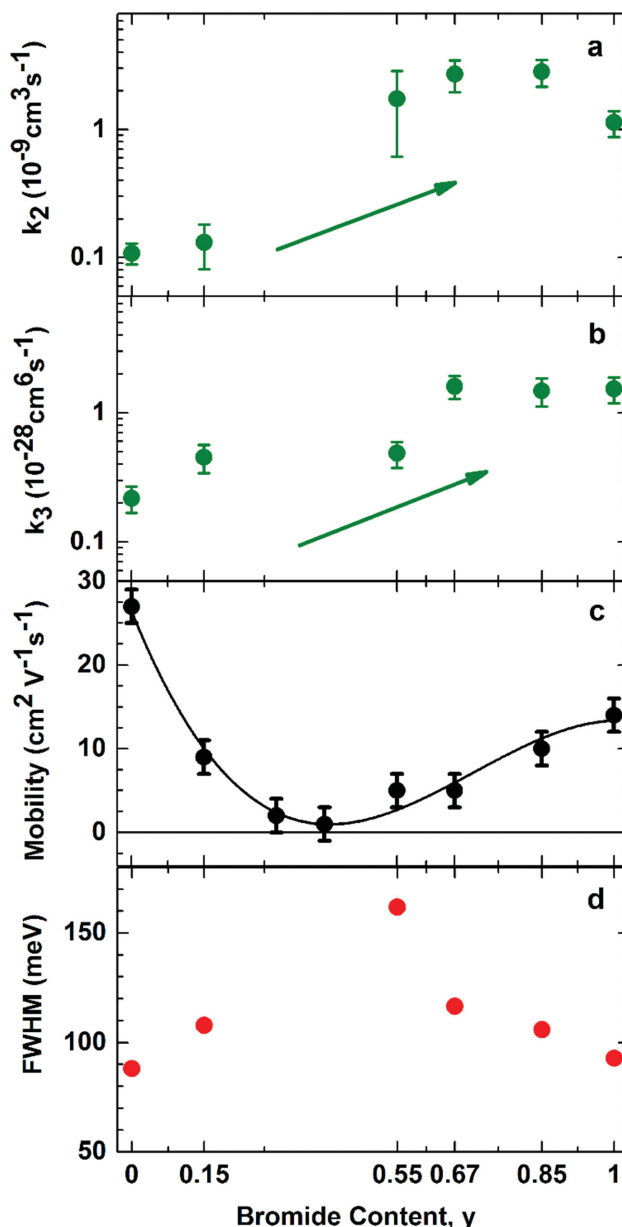 a
k₂ (10⁻⁹cm³s⁻¹)
1
0.1
b
k₃ (10⁻²⁸cm⁶s⁻¹)
1
0.1
c
Mobility (cm² V⁻¹s⁻¹)
30
20
10
0
d
FWHM (meV)
150
100
50
0 0.15 0.55 0.67 0.85 1
Bromide Content, y